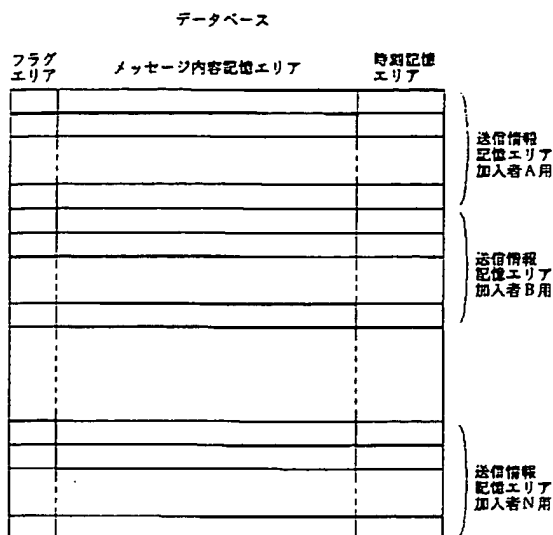 データベース
フラグ
エリア
メッセージ内容記憶エリア
時刻記憶
エリア
送信情報
記憶エリア
加入者A用
送信情報
記憶エリア
加入者B用
送信情報
記憶エリア
加入者N用